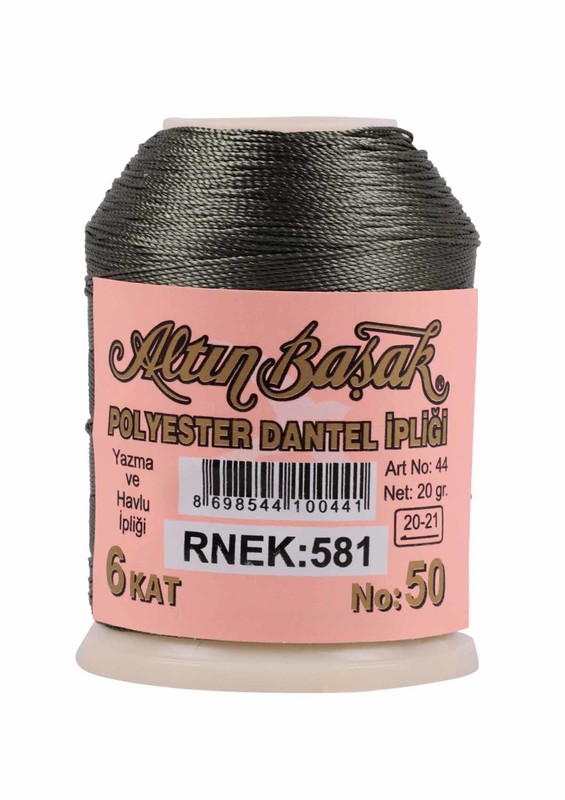 Altın Başak ®
POLYESTER DANTEL İPLİĞİ
Yazma
ve
Havlu
İpliği
8 698544 100441
Art No: 44
Net: 20 gr.
20-21
RNEK:581
6 KAT
No: 50